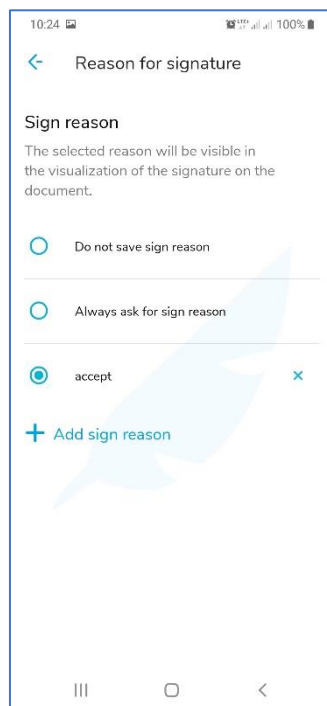 10:24 100%
Reason for signature
Sign reason
The selected reason will be visible in
the visualization of the signature on the
document.
Do not save sign reason
Always ask for sign reason
accept
Add sign reason